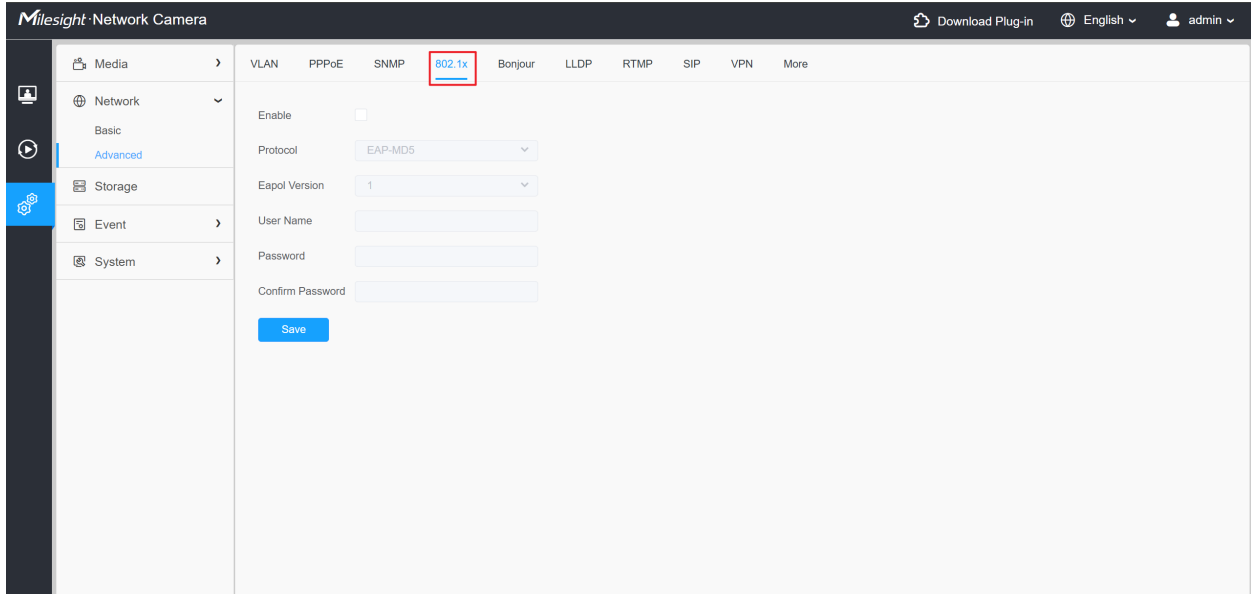 Milesight·Network Camera
Download Plug-in
English
admin
Media
Network
Basic
Advanced
Storage
Event
System
VLAN PPPoE SNMP 802.1x Bonjour LLDP RTMP SIP VPN More
Enable
Protocol EAP-MD5
Eapol Version 1
User Name
Password
Confirm Password
Save